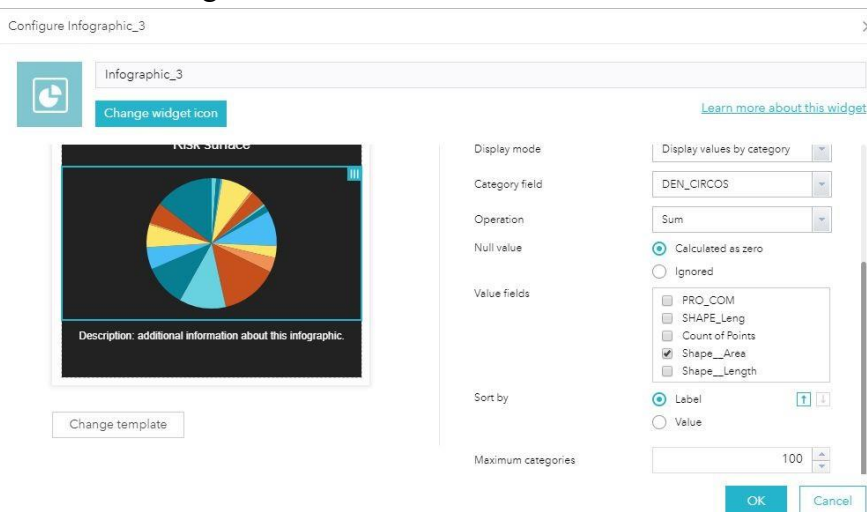 Configure Infographic_3
Infographic_3
Change widget icon
Learn more about this widget
Risk surface
Description: additional information about this infographic.
Change template
Display mode
Display values by category
Category field
DEN_CIRCOS
Operation
Sum
Null value
Calculated as zero
Ignored
Value fields
PRO_COM
SHAPE_Leng
Count of Points
Shape__Area
Shape__Length
Sort by
Label
Value
Maximum categories
100
OK
Cancel